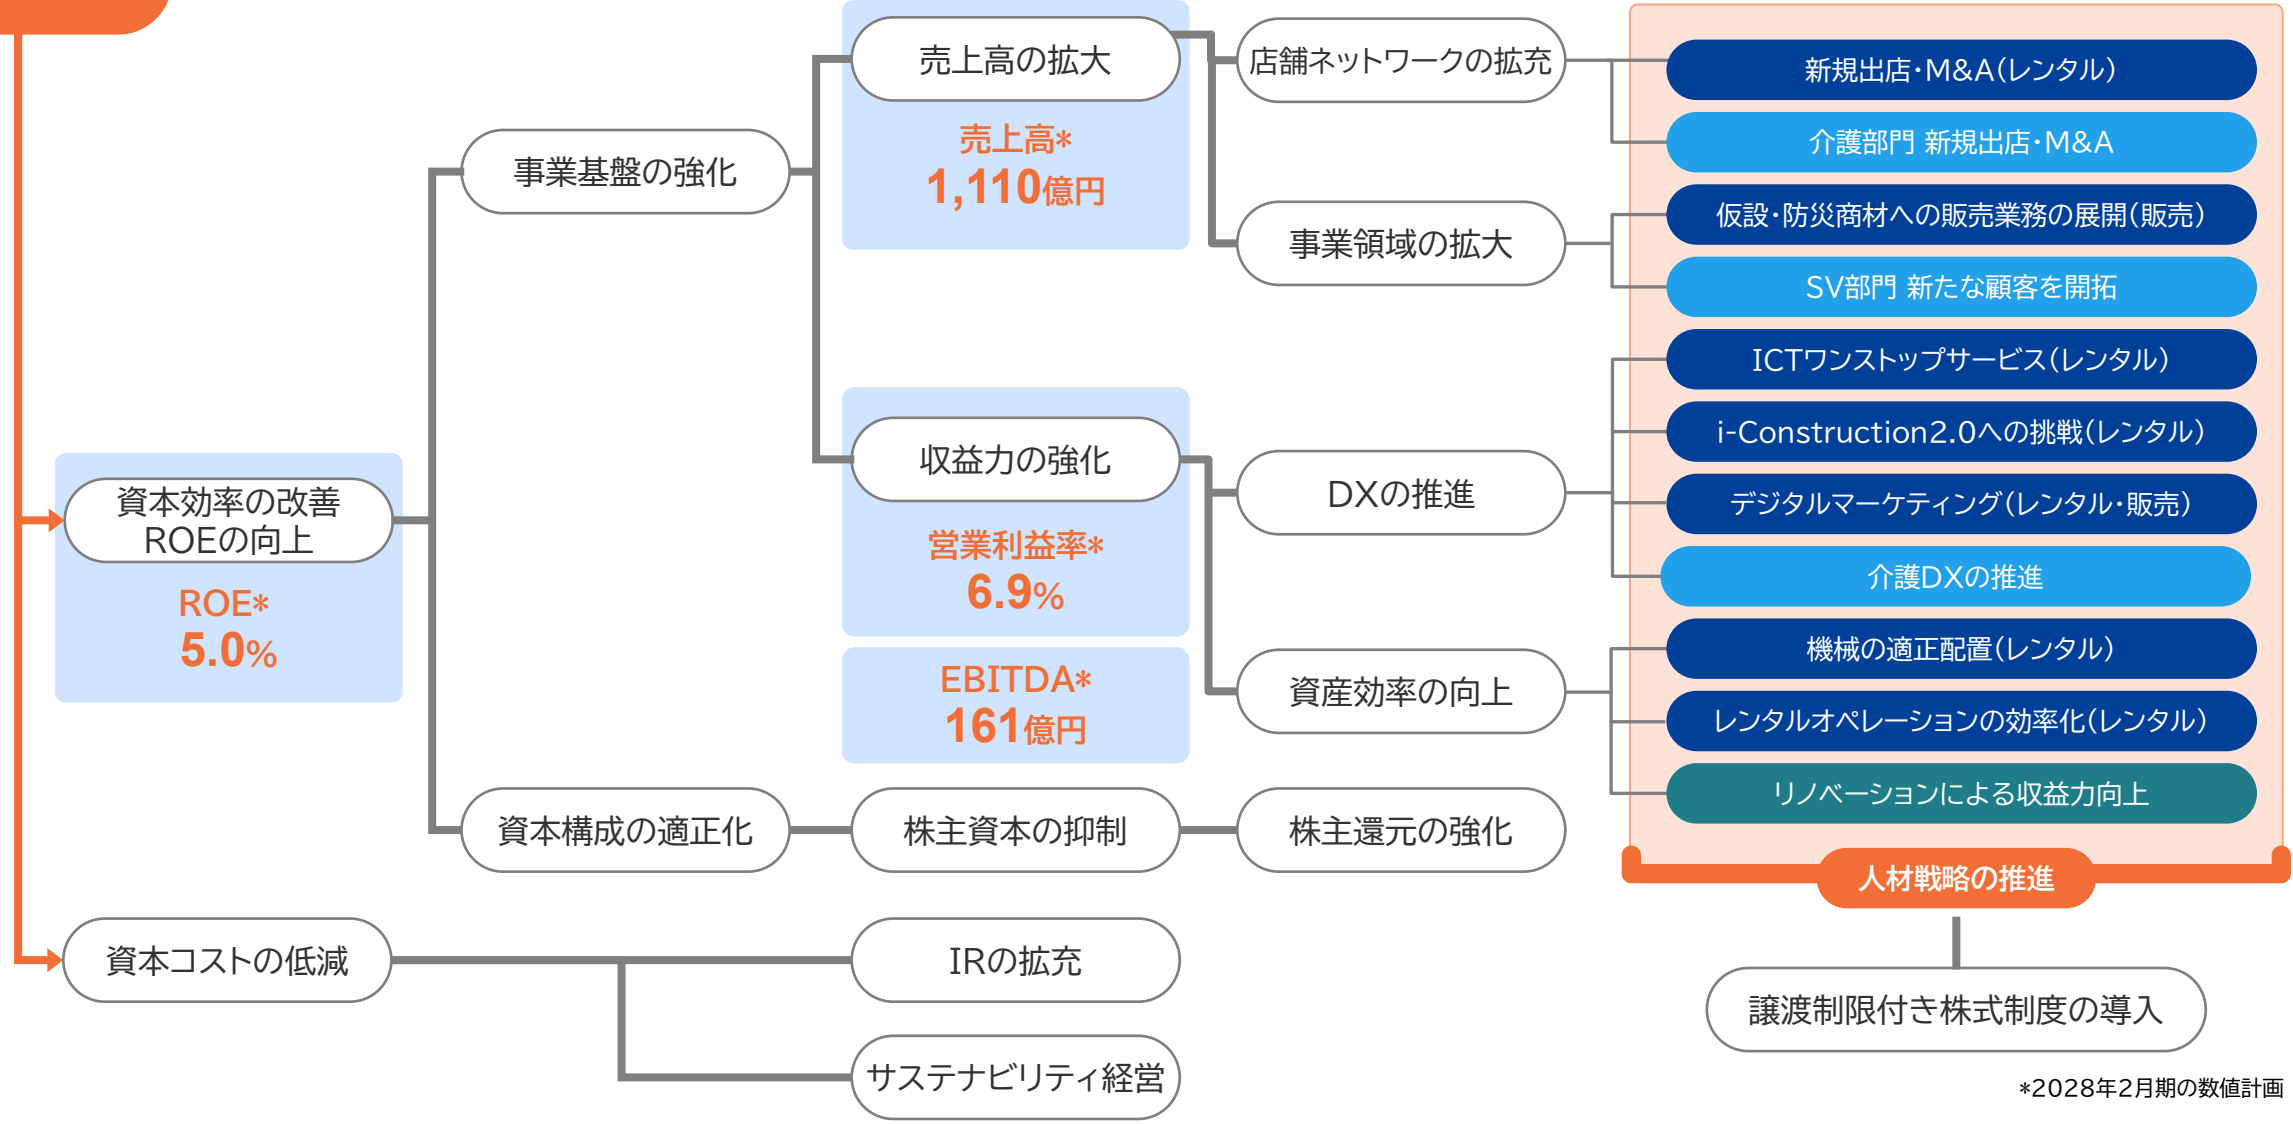 売上高の拡大
売上高*
1,110億円
店舗ネットワークの拡充
新規出店・M&A（レンタル）
介護部門 新規出店・M&A
事業基盤の強化
事業領域の拡大
仮設・防災商材への販売業務の展開（販売）
SV部門 新たな顧客を開拓
収益力の強化
営業利益率*
6.9%
EBITDA*
161億円
DXの推進
ICTワンストップサービス（レンタル）
i-Construction2.0への挑戦（レンタル）
デジタルマーケティング（レンタル・販売）
介護DXの推進
資本効率の改善
ROEの向上
ROE*
5.0%
資産効率の向上
機械の適正配置（レンタル）
レンタルオペレーションの効率化（レンタル）
リノベーションによる収益力向上
資本構成の適正化
株主資本の抑制
株主還元の強化
人材戦略の推進
資本コストの低減
IRの拡充
譲渡制限付き株式制度の導入
サステナビリティ経営
*2028年2月期の数値計画